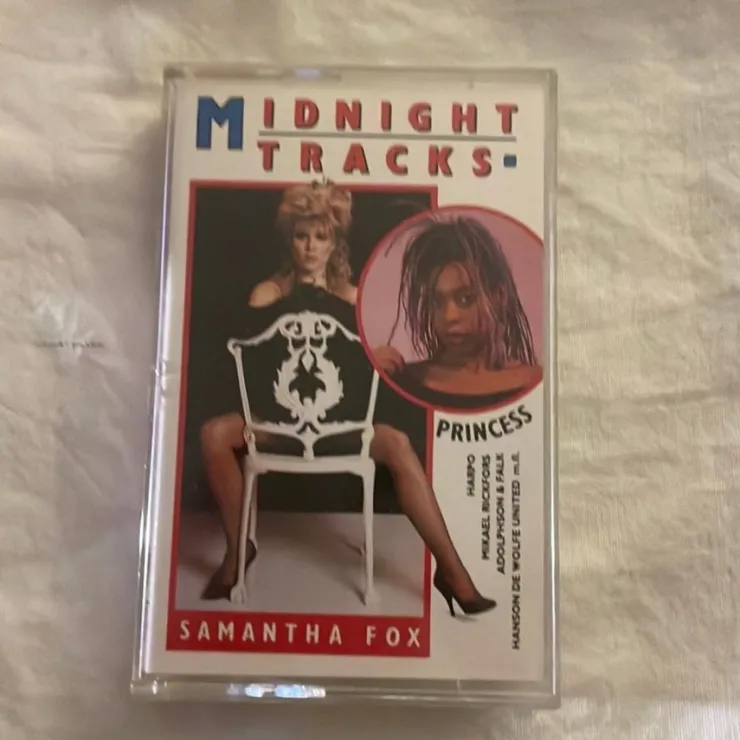 MIDNIGHT
TRACKS
PRINCESS
HARPO
MIKAEL RICKFORS
ADOLPHSON & FALK
HANSON DE WOLFE UNITED m.fl.
SAMANTHA FOX